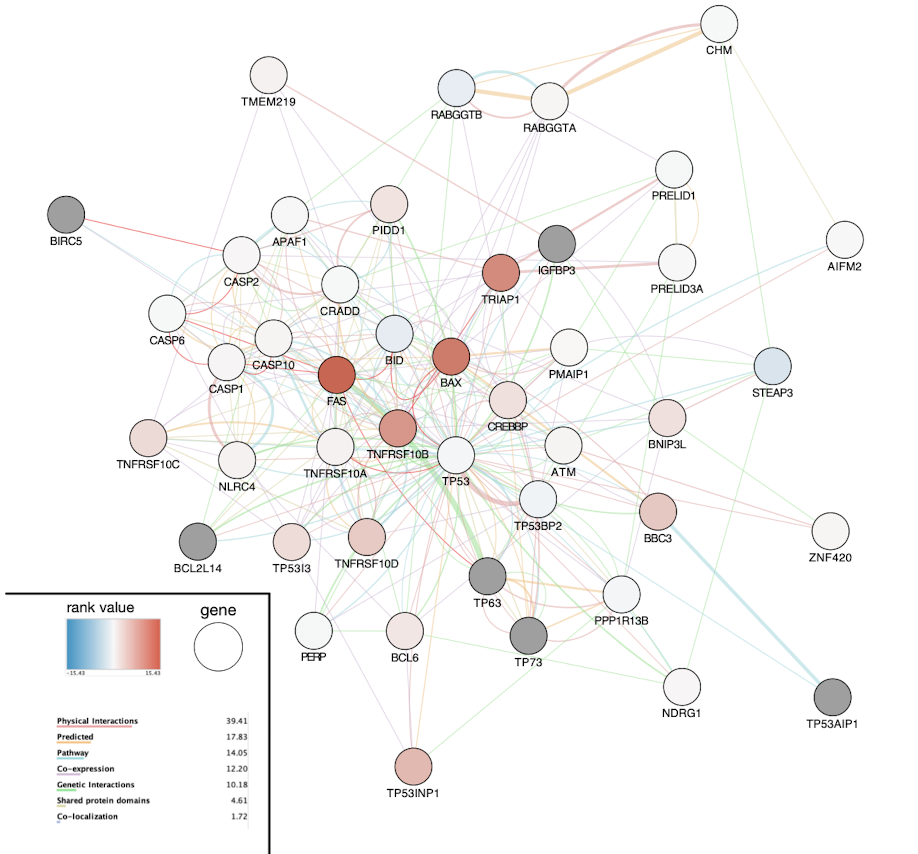 CHM
TMEM219
RABGGTB
RABGGTA
PRELID1
BIRC5
APAF1
PIDD1
IGFBP3
AIFM2
CASP2
TRIAP1
PRELID3A
CRADD
CASP6
CASP10
BID
BAX
PMAIP1
CASP1
FAS
STEAP3
CREBBP
BNIP3L
TNFRSF10C
NLRC4
TNFRSF10A
TNFRSF10B
TP53
ATM
TP53BP2
BBC3
ZNF420
BCL2L14
TP53I3
TNFRSF10D
TP63
PPP1R13B
PERP
BCL6
TP73
NDRG1
TP53AIP1
TP53INP1
rank value
gene
-15.43 15.43
Physical Interactions 39.41
Predicted 17.83
Pathway 14.05
Co-expression 12.20
Genetic Interactions 10.18
Shared protein domains 4.61
Co-localization 1.72